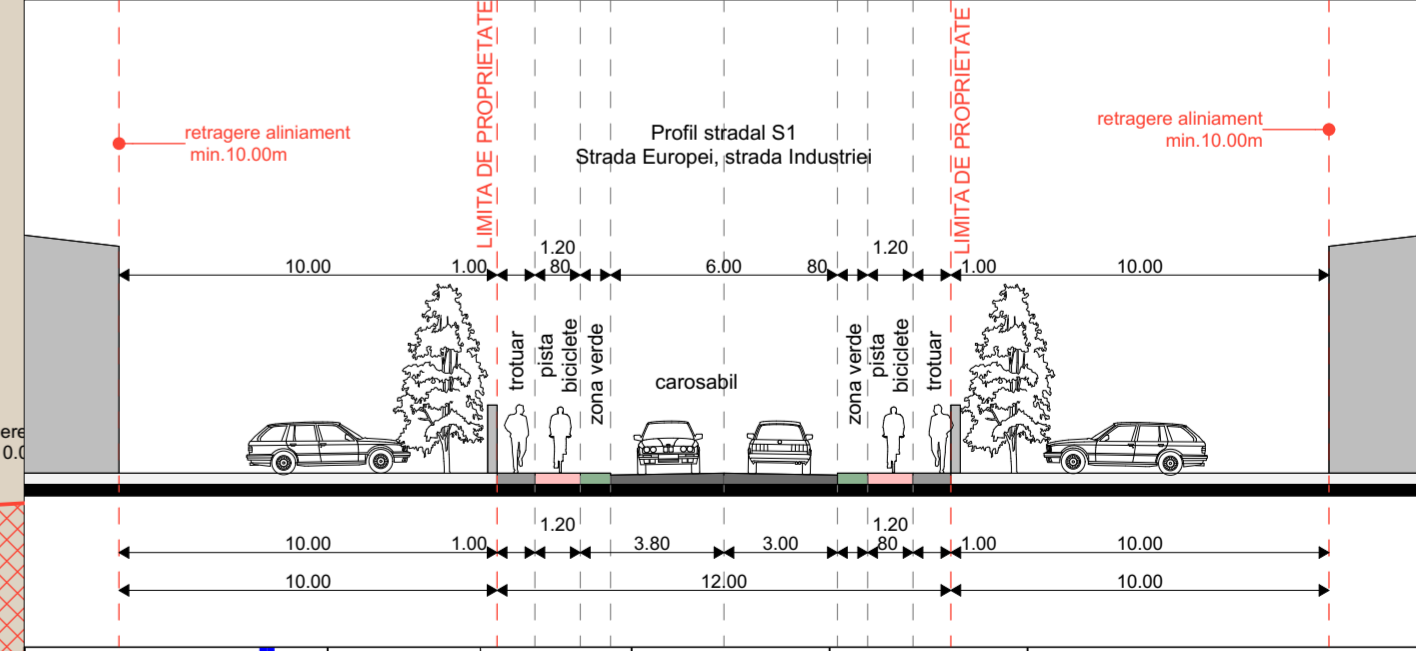 LIMITA DE PROPRIETATE
LIMITA DE PROPRIETATE
retragere aliniament
min.10.00m
Profil stradal S1
Strada Europei, strada Industriei
retragere aliniament
min.10.00m
1.20
1.20
10.00 1.00 80 6.00 80 1.00 10.00
trotuar
pista
biciclete
zona verde
carosabil
zona verde
pista
biciclete
trotuar
1.20
1.20
10.00 1.00 3.80 3.00 80 1.00 10.00
10.00 12.00 10.00